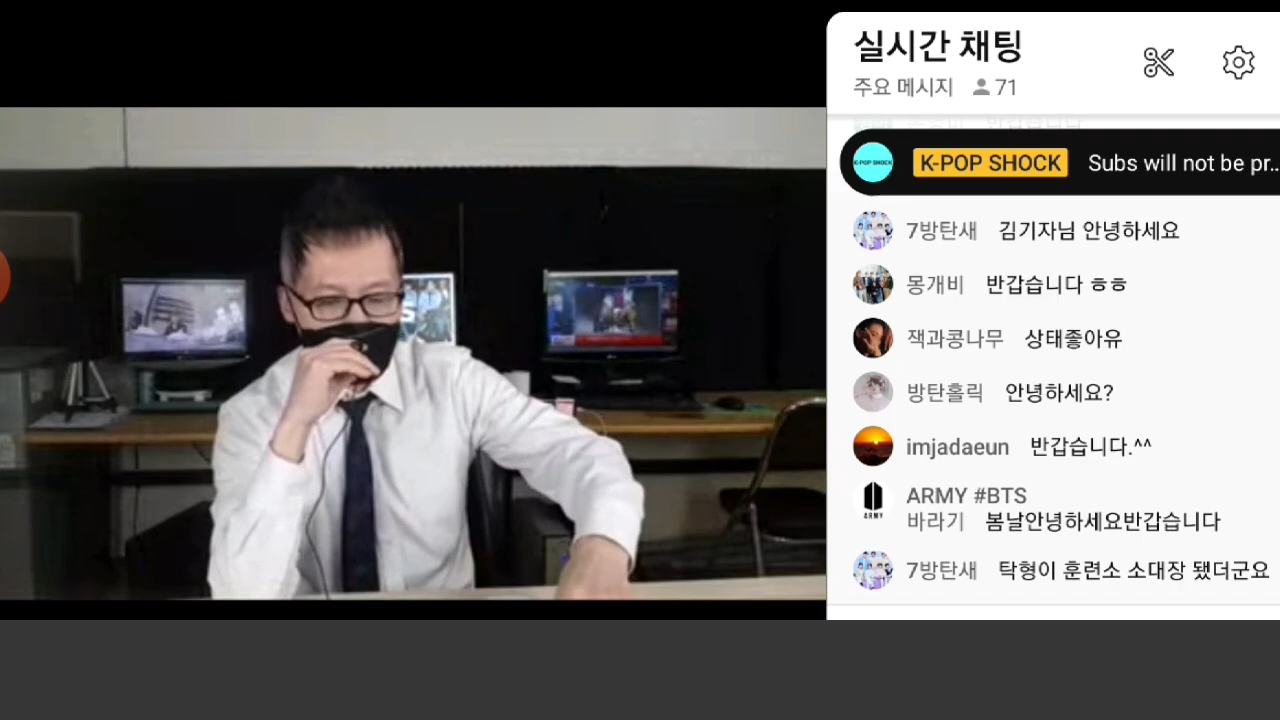 실시간 채팅
주요 메시지 71
K-POP SHOCK Subs will not be pr...
7방탄새 김기자님 안녕하세요
몽개비 반갑습니다 ㅎㅎ
잭과콩나무 상태좋아유
방탄홀릭 안녕하세요?
imjadaeun 반갑습니다.^^
ARMY #BTS
바라기 봄날안녕하세요반갑습니다
7방탄새 탁형이 훈련소 소대장 됐더군요